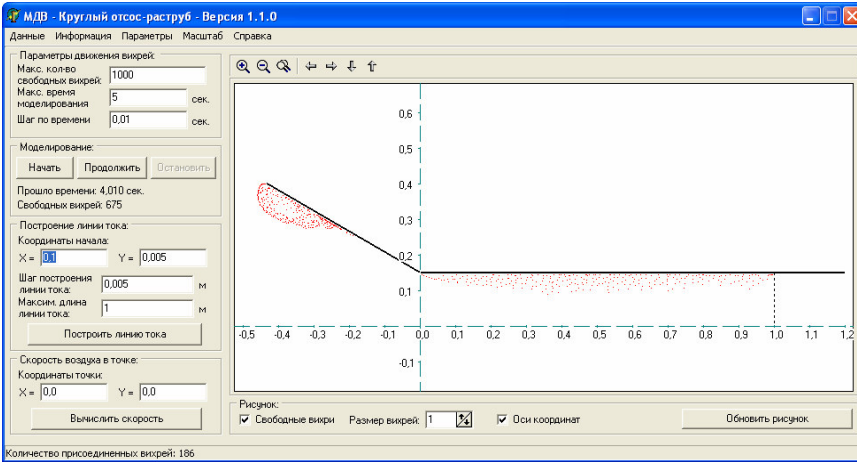 МДВ - Круглый отсос-раструб - Версия 1.1.0
Данные Информация Параметры Масштаб Справка
Параметры движения вихрей:
Макс. кол-во
свободных вихрей: 1000
Макс. время
моделирования 5 сек.
Шаг по времени 0,01 сек.
Моделирование:
Начать Продолжить Остановить
Прошло времени: 4,010 сек.
Свободных вихрей: 675
Построение линии тока:
Координаты начала:
X = 0,1 Y = 0,005
Шаг построения
линии тока: 0,005 м
Максим. длина
линии тока: 1 м
Построить линию тока
Скорость воздуха в точке:
Координаты точки:
X = 0,0 Y = 0,0
Вычислить скорость
0,6
0,5
0,4
0,3
0,2
0,1
-0,5 -0,4 -0,3 -0,2 -0,1 0,0 0,1 0,2 0,3 0,4 0,5 0,6 0,7 0,8 0,9 1,0 1,1 1,2
-0,1
Рисунок:
Свободные вихри Размер вихрей: 1 Оси координат Обновить рисунок
Количество присоединенных вихрей: 186